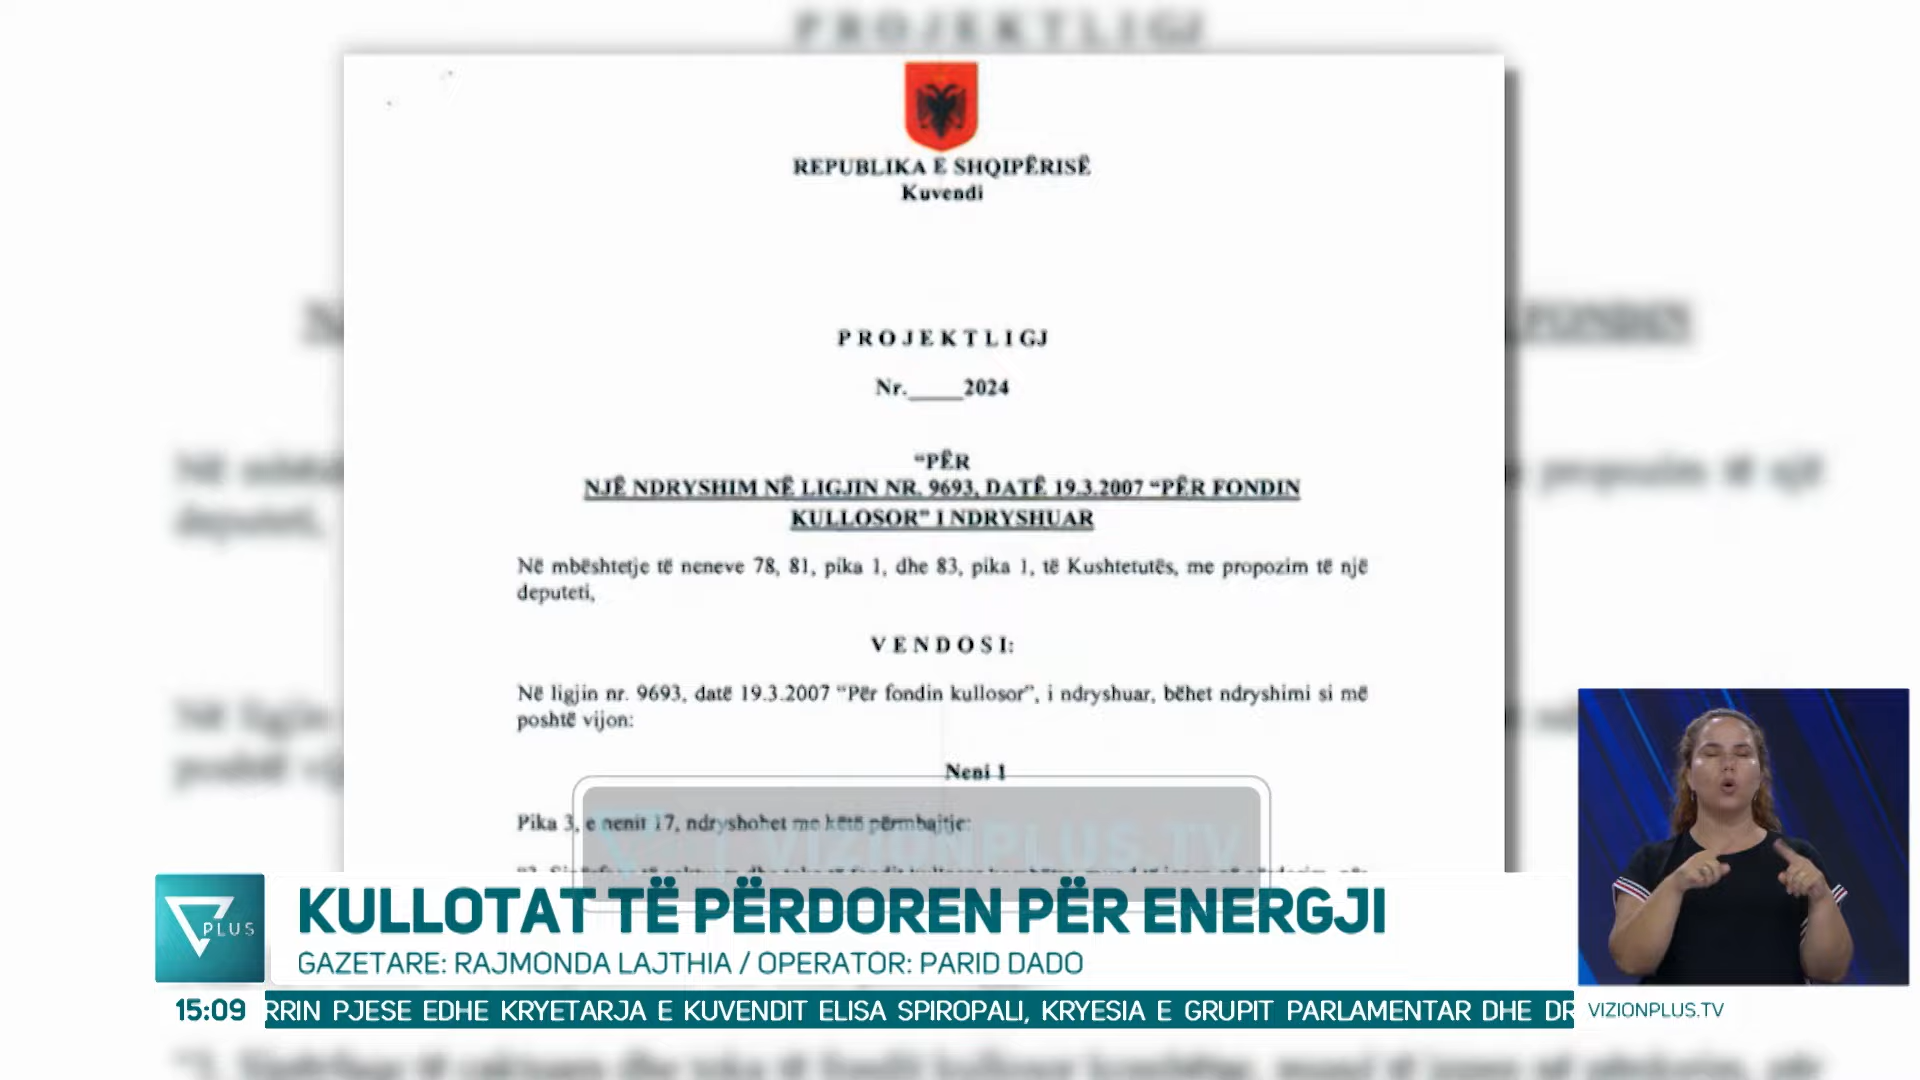 PROJEKTLIGJ
REPUBLIKA E SHQIPËRISË
Kuvendi
PROJEKTLIGJ
Nr._____2024
“PËR
NJË NDRYSHIM NË LIGJIN NR. 9693, DATË 19.3.2007 “PËR FONDIN
KULLOSOR” I NDRYSHUAR
Në mbështetje të neneve 78, 81, pika 1, dhe 83, pika 1, të Kushtetutës, me propozim të një
deputeti,
VENDOSI:
Në ligjin nr. 9693, datë 19.3.2007 “Për fondin kullosor”, i ndryshuar, bëhet ndryshimi si më
poshtë vijon:
Neni 1
Pika 3, e nenit 17, ndryshohet me këtë përmbajtje:
VIZIONPLUS.TV
PLUS
KULLOTAT TË PËRDOREN PËR ENERGJI
GAZETARE: RAJMONDA LAJTHIA / OPERATOR: PARID DADO
15:09 RRIN PJESE EDHE KRYETARJA E KUVENDIT ELISA SPIROPALI, KRYESIA E GRUPIT PARLAMENTAR DHE DR
VIZIONPLUS.TV